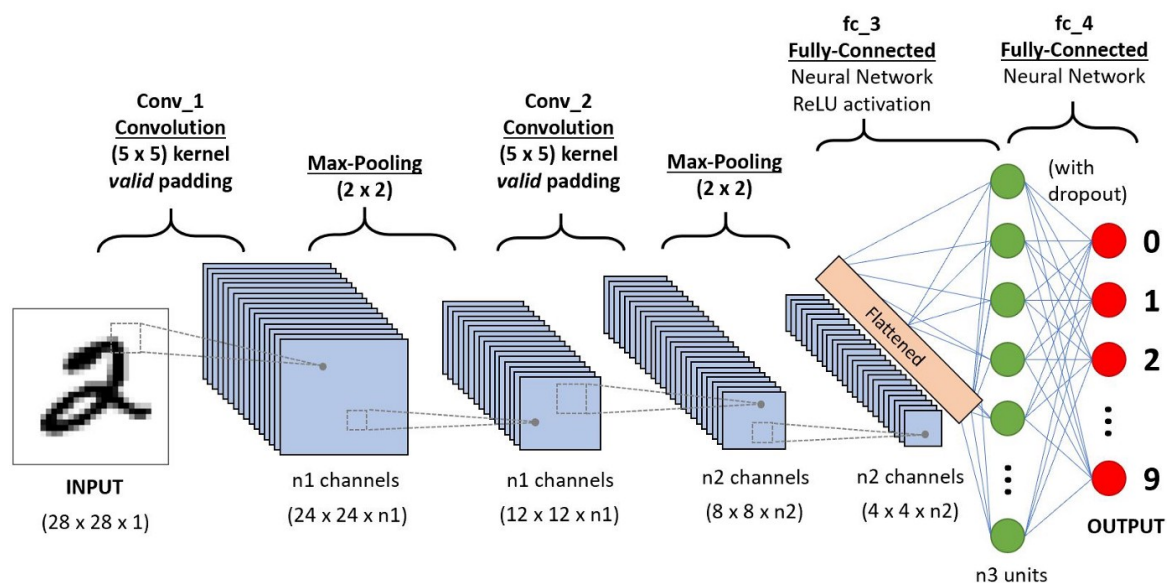 Conv_1
Convolution
(5 x 5) kernel
valid padding
Max-Pooling
(2 x 2)
Conv_2
Convolution
(5 x 5) kernel
valid padding
Max-Pooling
(2 x 2)
fc_3
Fully-Connected
Neural Network
ReLU activation
fc_4
Fully-Connected
Neural Network
(with
dropout)
Flattened
0
1
2
9
OUTPUT
2
INPUT
(28 x 28 x 1)
n1 channels
(24 x 24 x n1)
n1 channels
(12 x 12 x n1)
n2 channels
(8 x 8 x n2)
n2 channels
(4 x 4 x n2)
n3 units